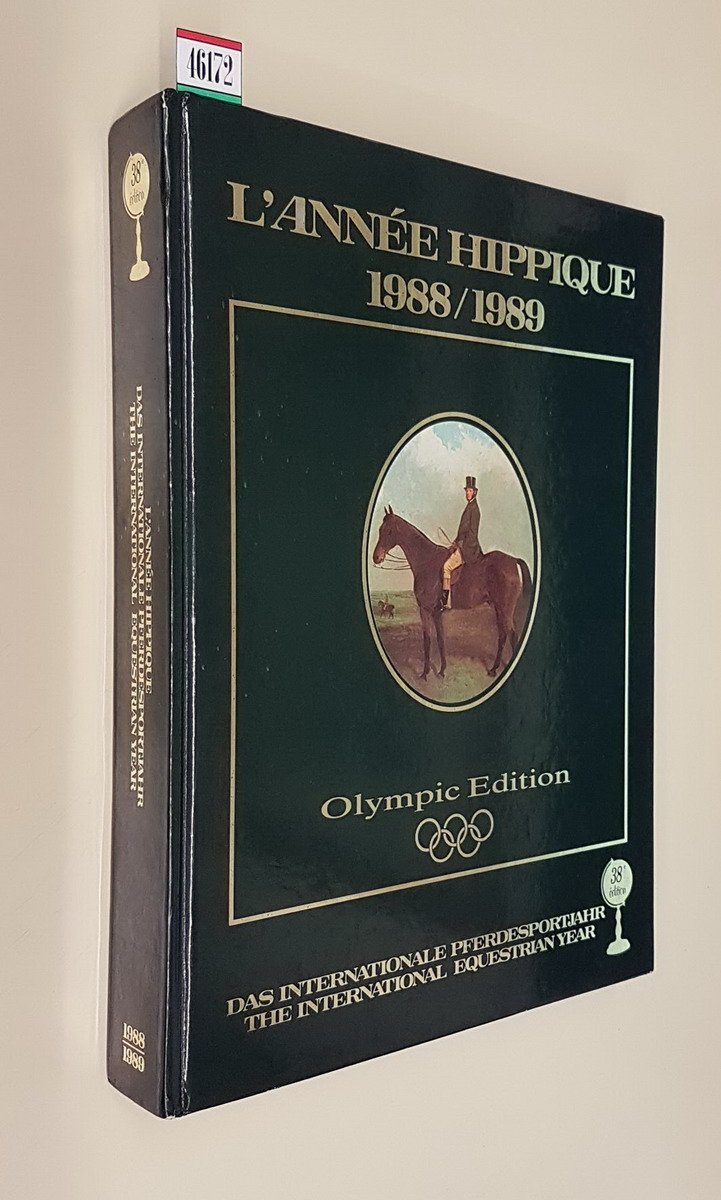 46172
L'ANNÉE HIPPIQUE
1988/1989
Olympic Edition
38e
édition
DAS INTERNATIONALE PFERDESPORTJAHR
THE INTERNATIONAL EQUESTRIAN YEAR
38e
édition
L'ANNÉE HIPPIQUE
DAS INTERNATIONALE PFERDESPORTJAHR
THE INTERNATIONAL EQUESTRIAN YEAR
1988
1989